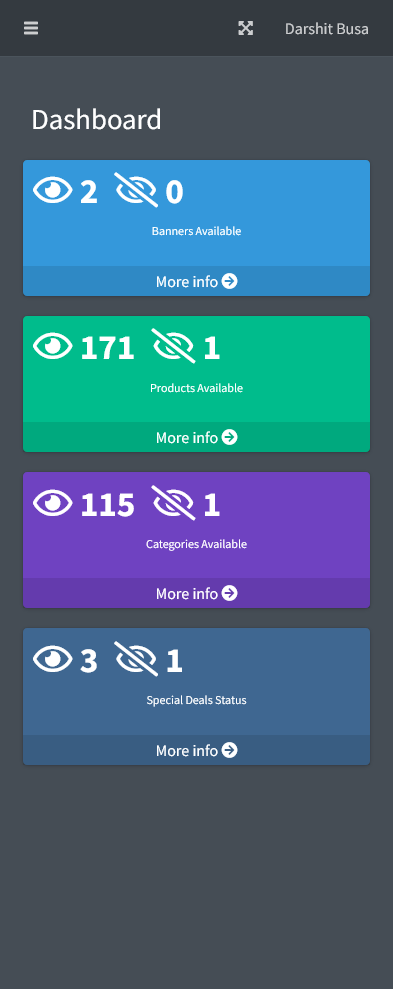 Darshit Busa
Dashboard
2 0
Banners Available
More info
171 1
Products Available
More info
115 1
Categories Available
More info
3 1
Special Deals Status
More info